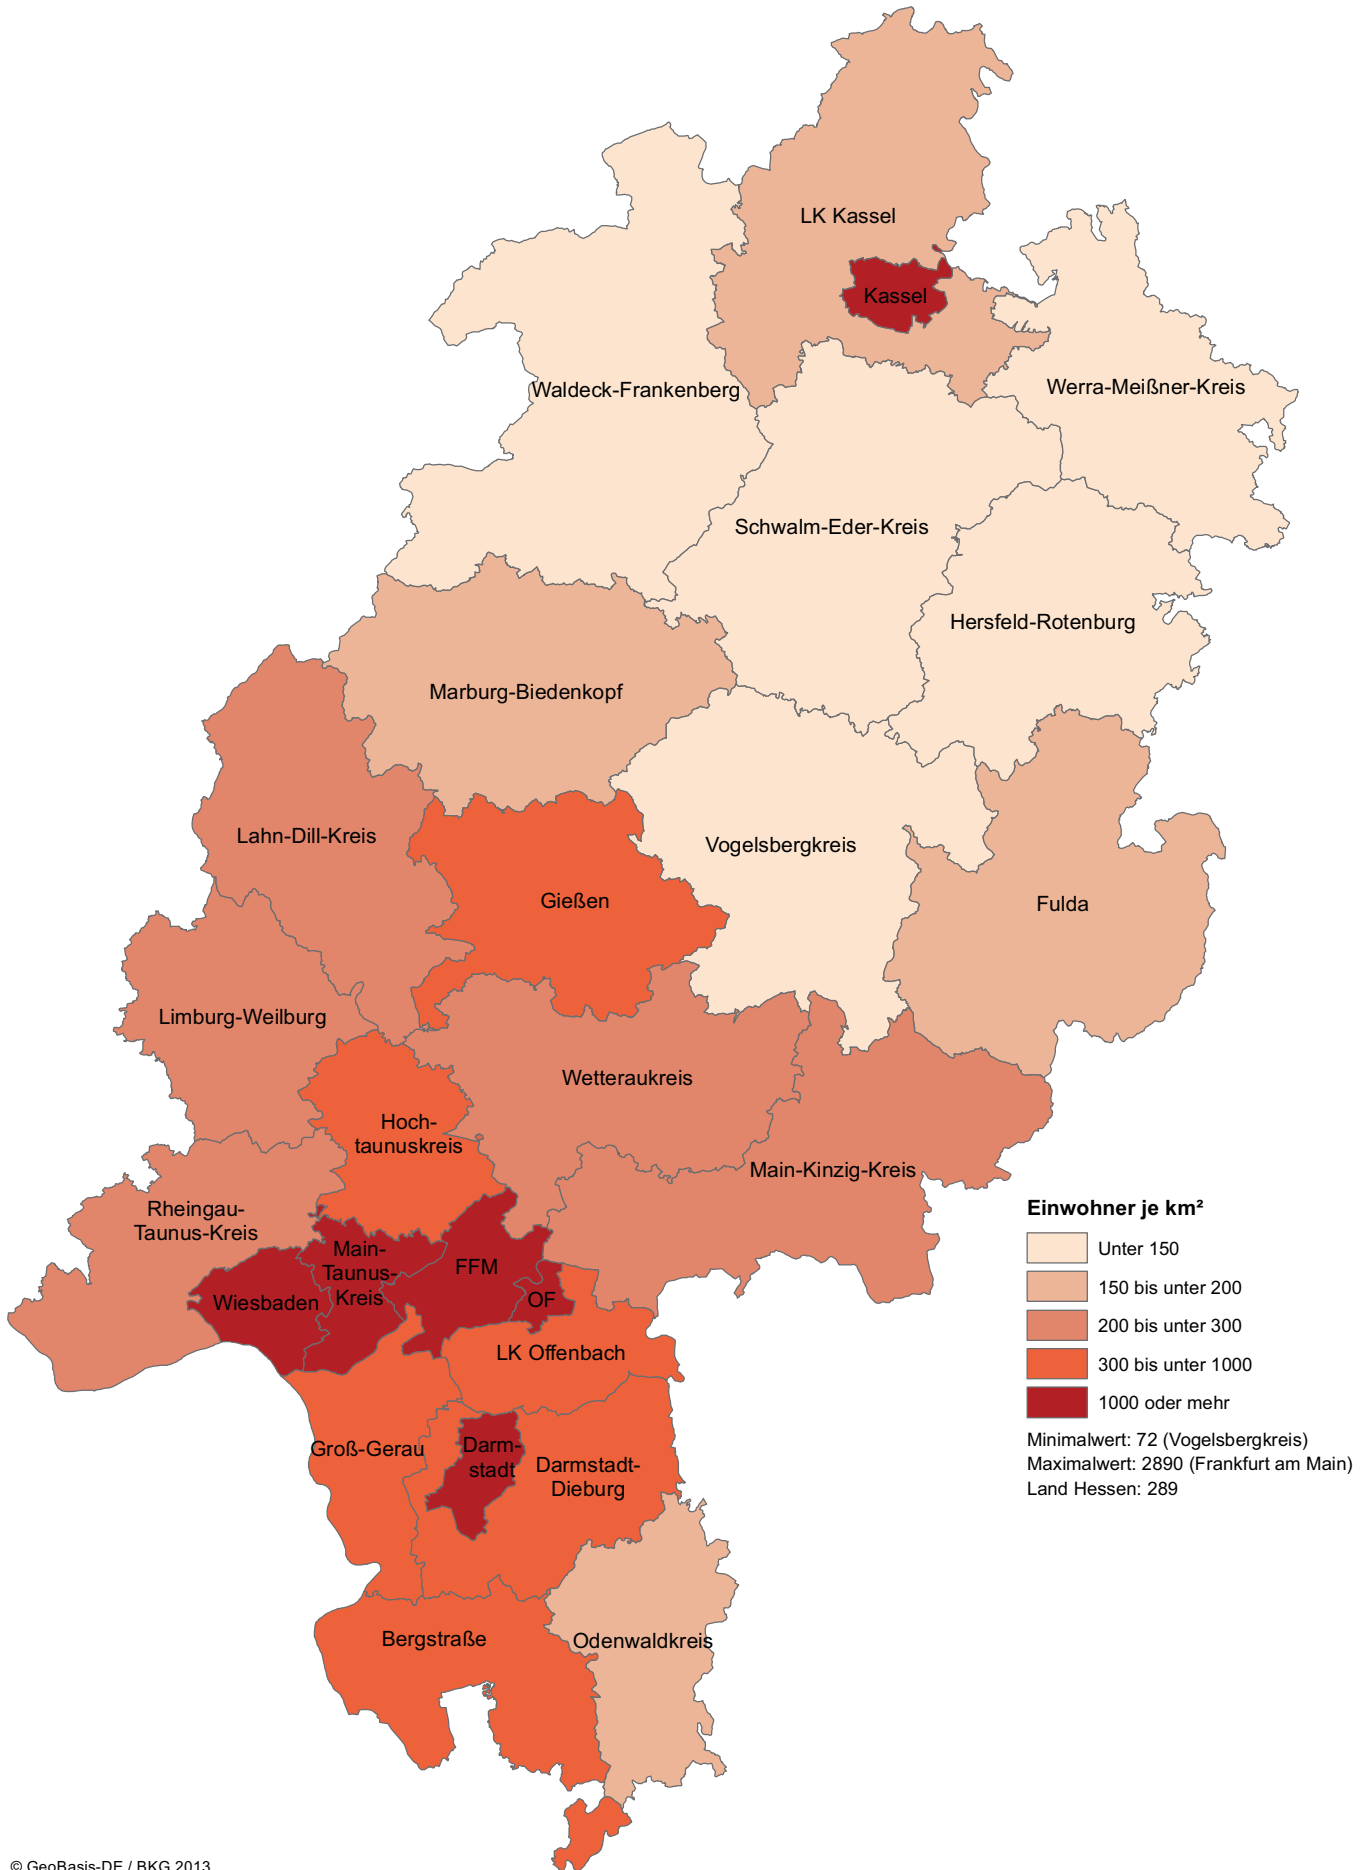 LK Kassel
Kassel
Waldeck-Frankenberg
Werra-Meißner-Kreis
Schwalm-Eder-Kreis
Hersfeld-Rotenburg
Marburg-Biedenkopf
Lahn-Dill-Kreis
Vogelsbergkreis
Gießen
Fulda
Limburg-Weilburg
Wetteraukreis
Hoch-
taunuskreis
Main-Kinzig-Kreis
Rheingau-
Taunus-Kreis
Main-
Taunus-
Kreis
FFM
Wiesbaden
OF
LK Offenbach
Groß-Gerau
Darm-
stadt
Darmstadt-
Dieburg
Bergstraße
Odenwaldkreis
Einwohner je km²
Unter 150
150 bis unter 200
200 bis unter 300
300 bis unter 1000
1000 oder mehr
Minimalwert: 72 (Vogelsbergkreis)
Maximalwert: 2890 (Frankfurt am Main)
Land Hessen: 289
© GeoBasis-DE / BKG 2013